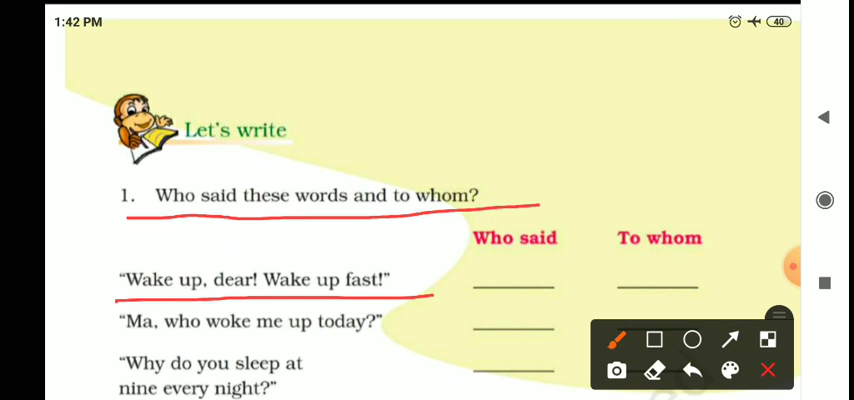 1:42 PM
40
Let's write
1. Who said these words and to whom?
Who said To whom
“Wake up, dear! Wake up fast!”
“Ma, who woke me up today?”
“Why do you sleep at
nine every night?”